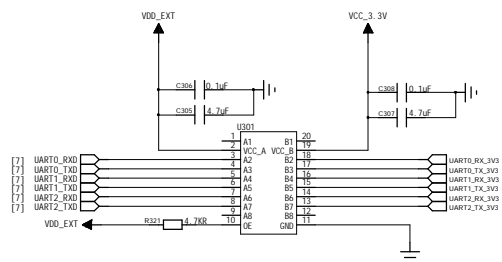 VDD_EXT VCC_3.3V
C306 0.1uF
C305 4.7uF
C308 0.1uF
C307 4.7uF
U301
1 A1 B1 20
2 VCC_A VCC_B 19
[7] UART0_RXD 3 A2 B2 18 UART0_RX_3V3
[7] UART0_TXD 4 A3 B3 17 UART0_TX_3V3
[7] UART1_RXD 5 A4 B4 16 UART1_RX_3V3
[7] UART1_TXD 6 A5 B5 15 UART1_TX_3V3
[7] UART2_RXD 7 A6 B6 14 UART2_RX_3V3
[7] UART2_TXD 8 A7 B7 13 UART2_TX_3V3
9 A8 B8 12
VDD_EXT R321 4.7KR 10 OE GND 11